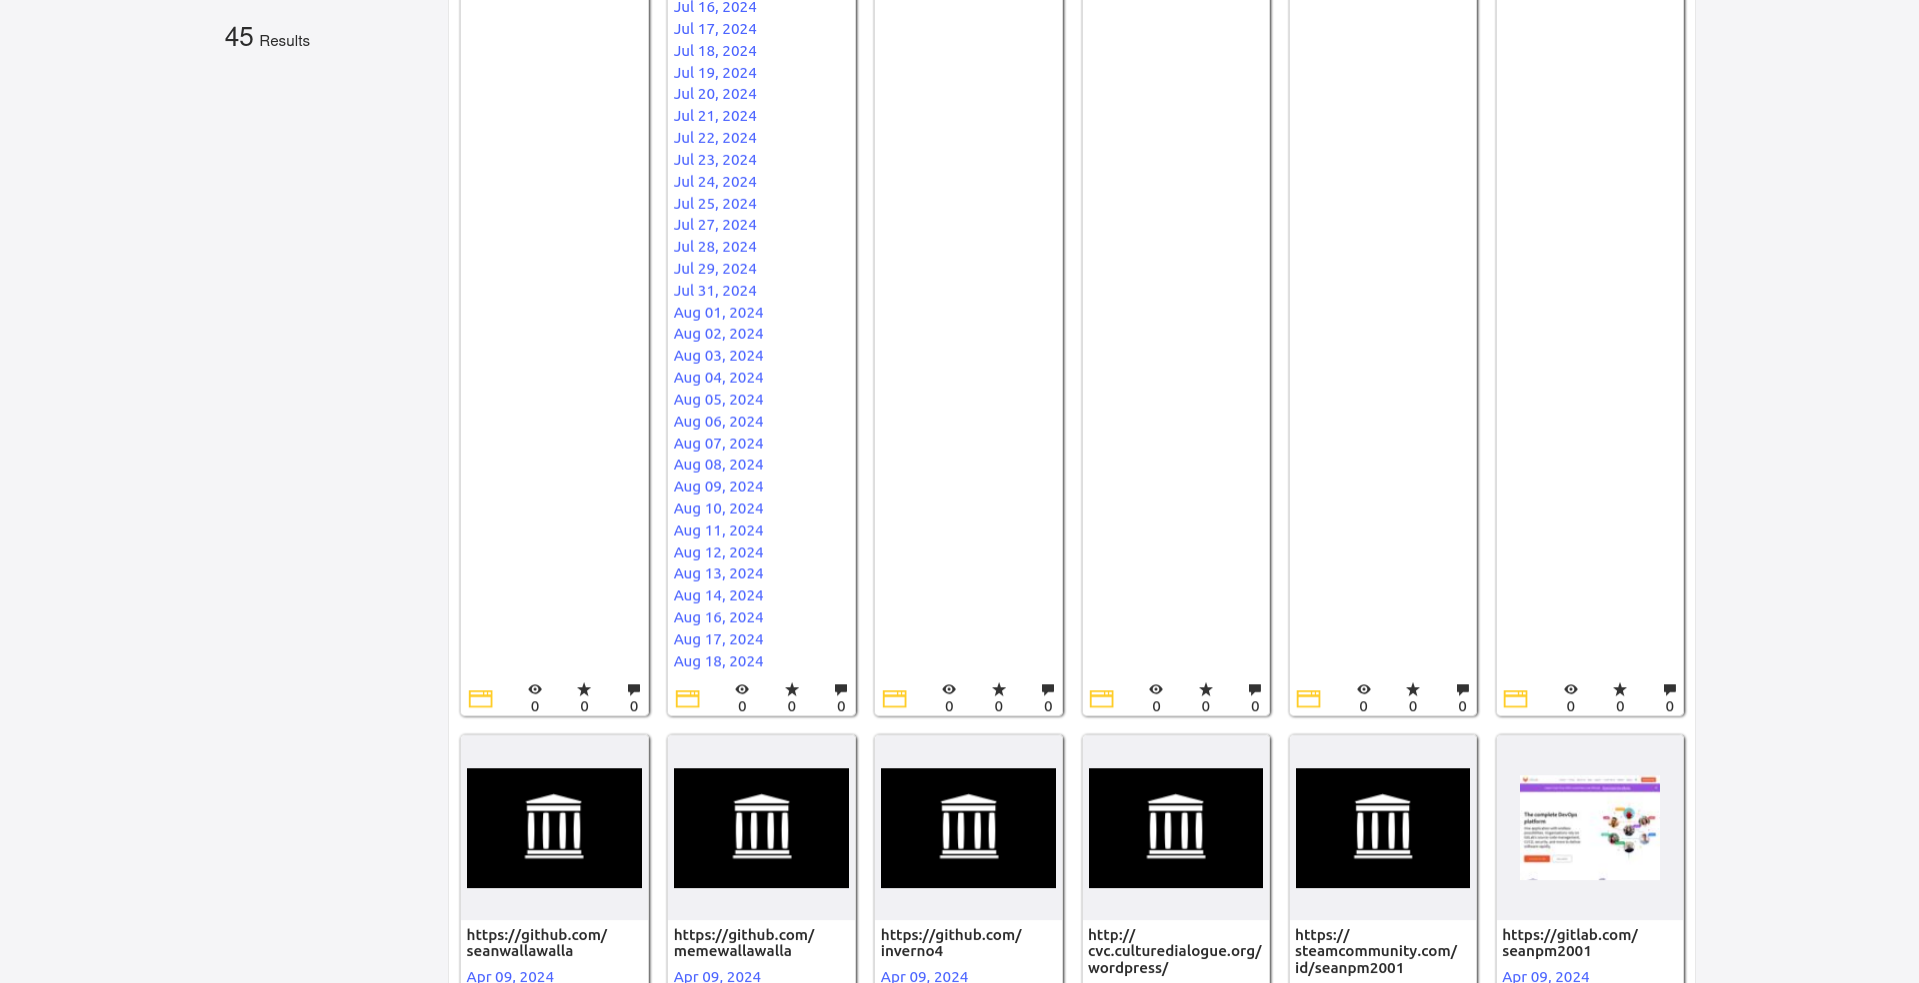 45 Results
Jul 16, 2024
Jul 17, 2024
Jul 18, 2024
Jul 19, 2024
Jul 20, 2024
Jul 21, 2024
Jul 22, 2024
Jul 23, 2024
Jul 24, 2024
Jul 25, 2024
Jul 27, 2024
Jul 28, 2024
Jul 29, 2024
Jul 31, 2024
Aug 01, 2024
Aug 02, 2024
Aug 03, 2024
Aug 04, 2024
Aug 05, 2024
Aug 06, 2024
Aug 07, 2024
Aug 08, 2024
Aug 09, 2024
Aug 10, 2024
Aug 11, 2024
Aug 12, 2024
Aug 13, 2024
Aug 14, 2024
Aug 16, 2024
Aug 17, 2024
Aug 18, 2024
0 0 0
0 0 0
0 0 0
0 0 0
0 0 0
0 0 0
https://github.com/
seanwallawalla
Apr 09, 2024
https://github.com/
memewallawalla
Apr 09, 2024
https://github.com/
inverno4
Apr 09, 2024
http://
cvc.culturedialogue.org/
wordpress/
https://
steamcommunity.com/
id/seanpm2001
The complete DevOps
platform
https://gitlab.com/
seanpm2001
Apr 09, 2024